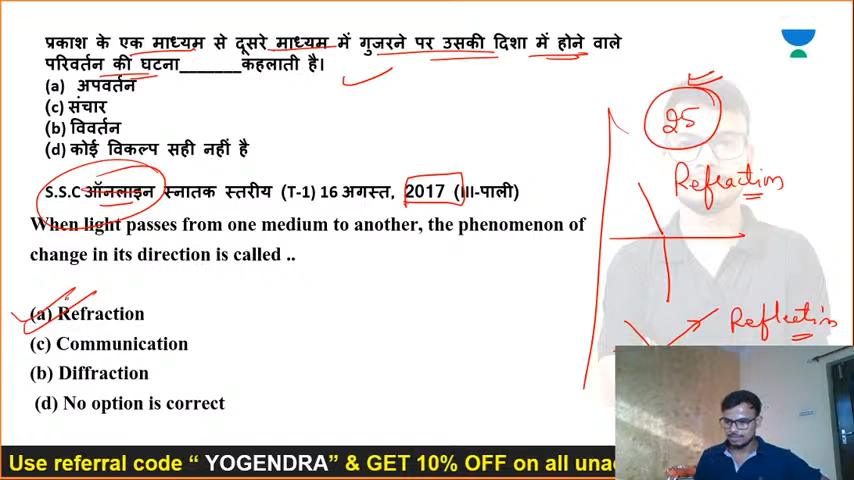 प्रकाश के एक माध्यम से दूसरे माध्यम में गुजरने पर उसकी दिशा में होने वाले
परिवर्तन की घटना_______कहलाती है।
(a) अपवर्तन
(c) संचार
(b) विवर्तन
(d) कोई विकल्प सही नहीं है
25
Refraction
S.S.C ऑनलाइन स्नातक स्तरीय (T-1) 16 अगस्त, 2017 (III-पाली)
When light passes from one medium to another, the phenomenon of
change in its direction is called ..
(a) Refraction
Reflection
(c) Communication
(b) Diffraction
(d) No option is correct
Use referral code “ YOGENDRA” & GET 10% OFF on all unac